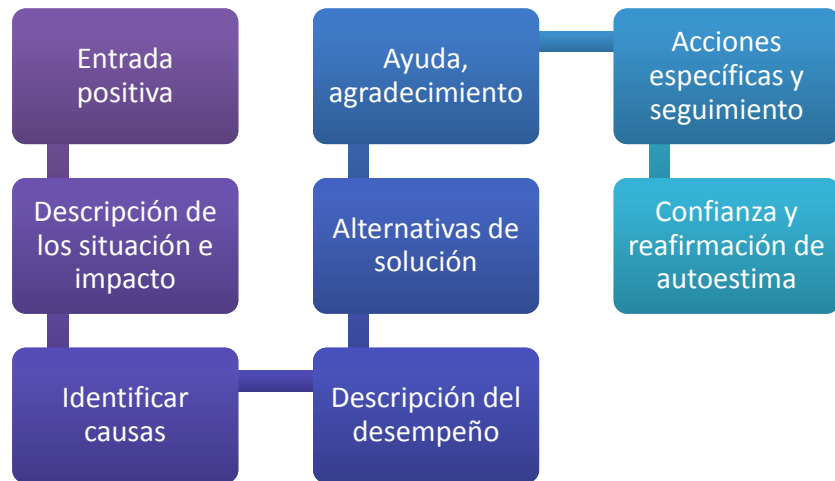 Entrada
positiva
Descripción de
los situación e
impacto
Identificar
causas
Descripción del
desempeño
Alternativas de
solución
Ayuda,
agradecimiento
Acciones
específicas y
seguimiento
Confianza y
reafirmación de
autoestima